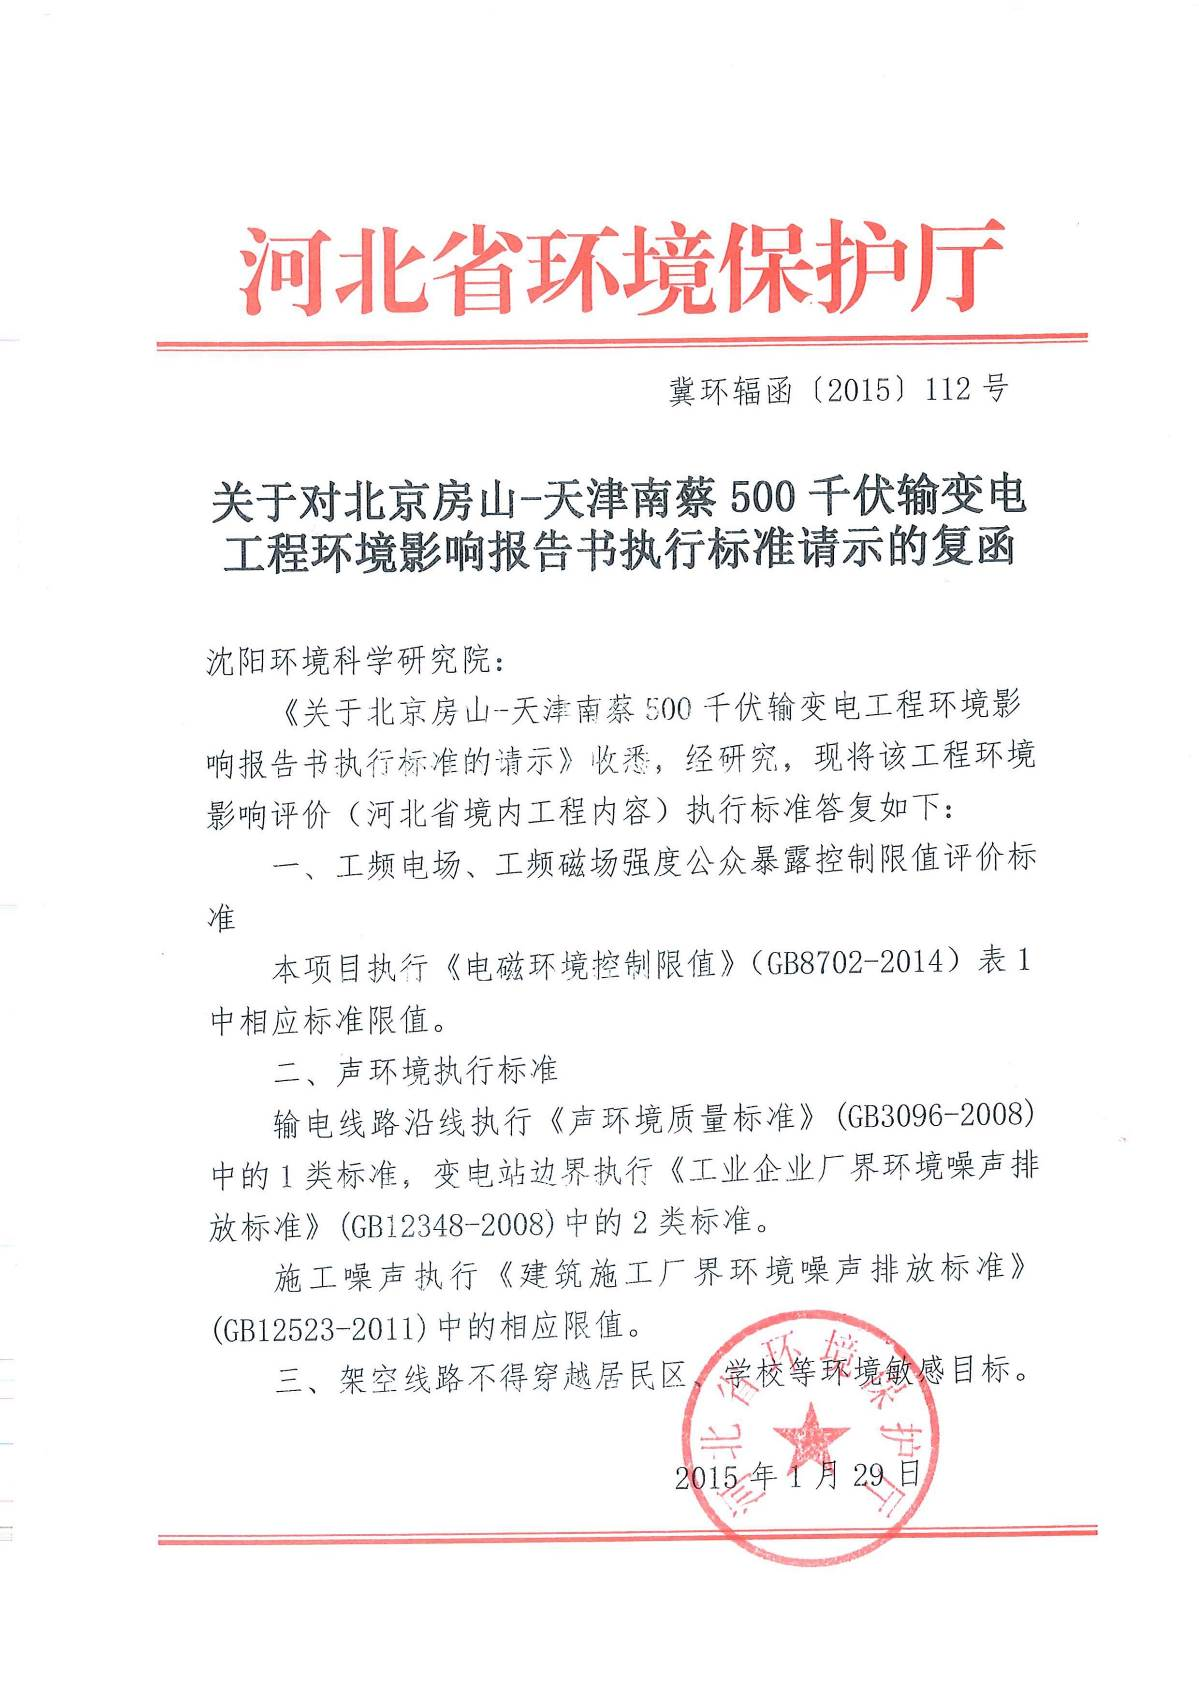 河北省环境保护厅
冀环辐函〔2015〕112号
关于对北京房山-天津南蔡500千伏输变电
工程环境影响报告书执行标准请示的复函
沈阳环境科学研究院：
《关于北京房山-天津南蔡500千伏输变电工程环境影
响报告书执行标准的请示》收悉，经研究，现将该工程环境
影响评价（河北省境内工程内容）执行标准答复如下：
一、工频电场、工频磁场强度公众暴露控制限值评价标
准
本项目执行《电磁环境控制限值》（GB8702-2014）表1
中相应标准限值。
二、声环境执行标准
输电线路沿线执行《声环境质量标准》(GB3096-2008)
中的1类标准，变电站边界执行《工业企业厂界环境噪声排
放标准》(GB12348-2008)中的2类标准。
施工噪声执行《建筑施工厂界环境噪声排放标准》
(GB12523-2011)中的相应限值。
三、架空线路不得穿越居民区、学校等环境敏感目标。
2015年1月29日
河北省环境保护厅